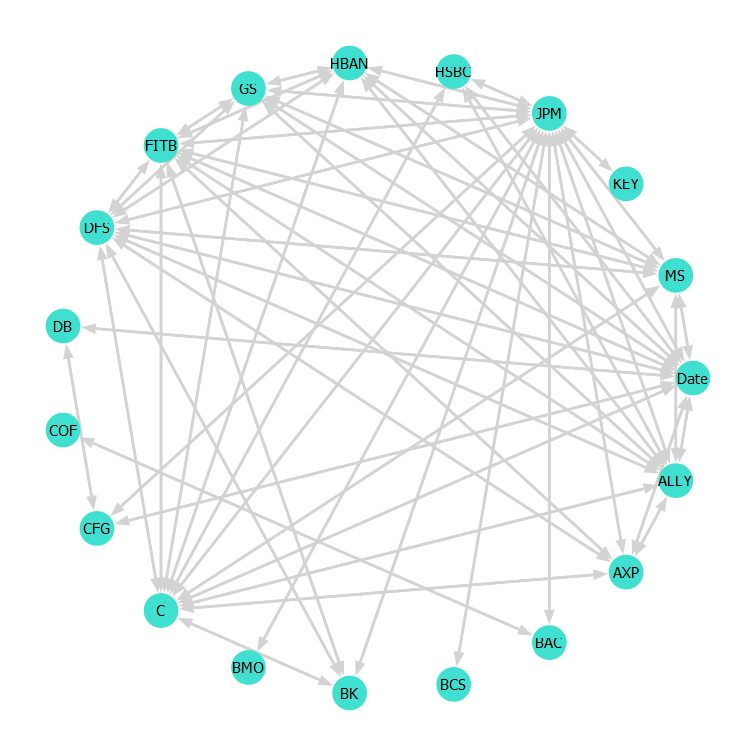 HBAN
HSBC
GS
JPM
FITB
KEY
DFS
MS
DB
Date
COF
ALLY
CFG
AXP
C
BAC
BMO
BCS
BK